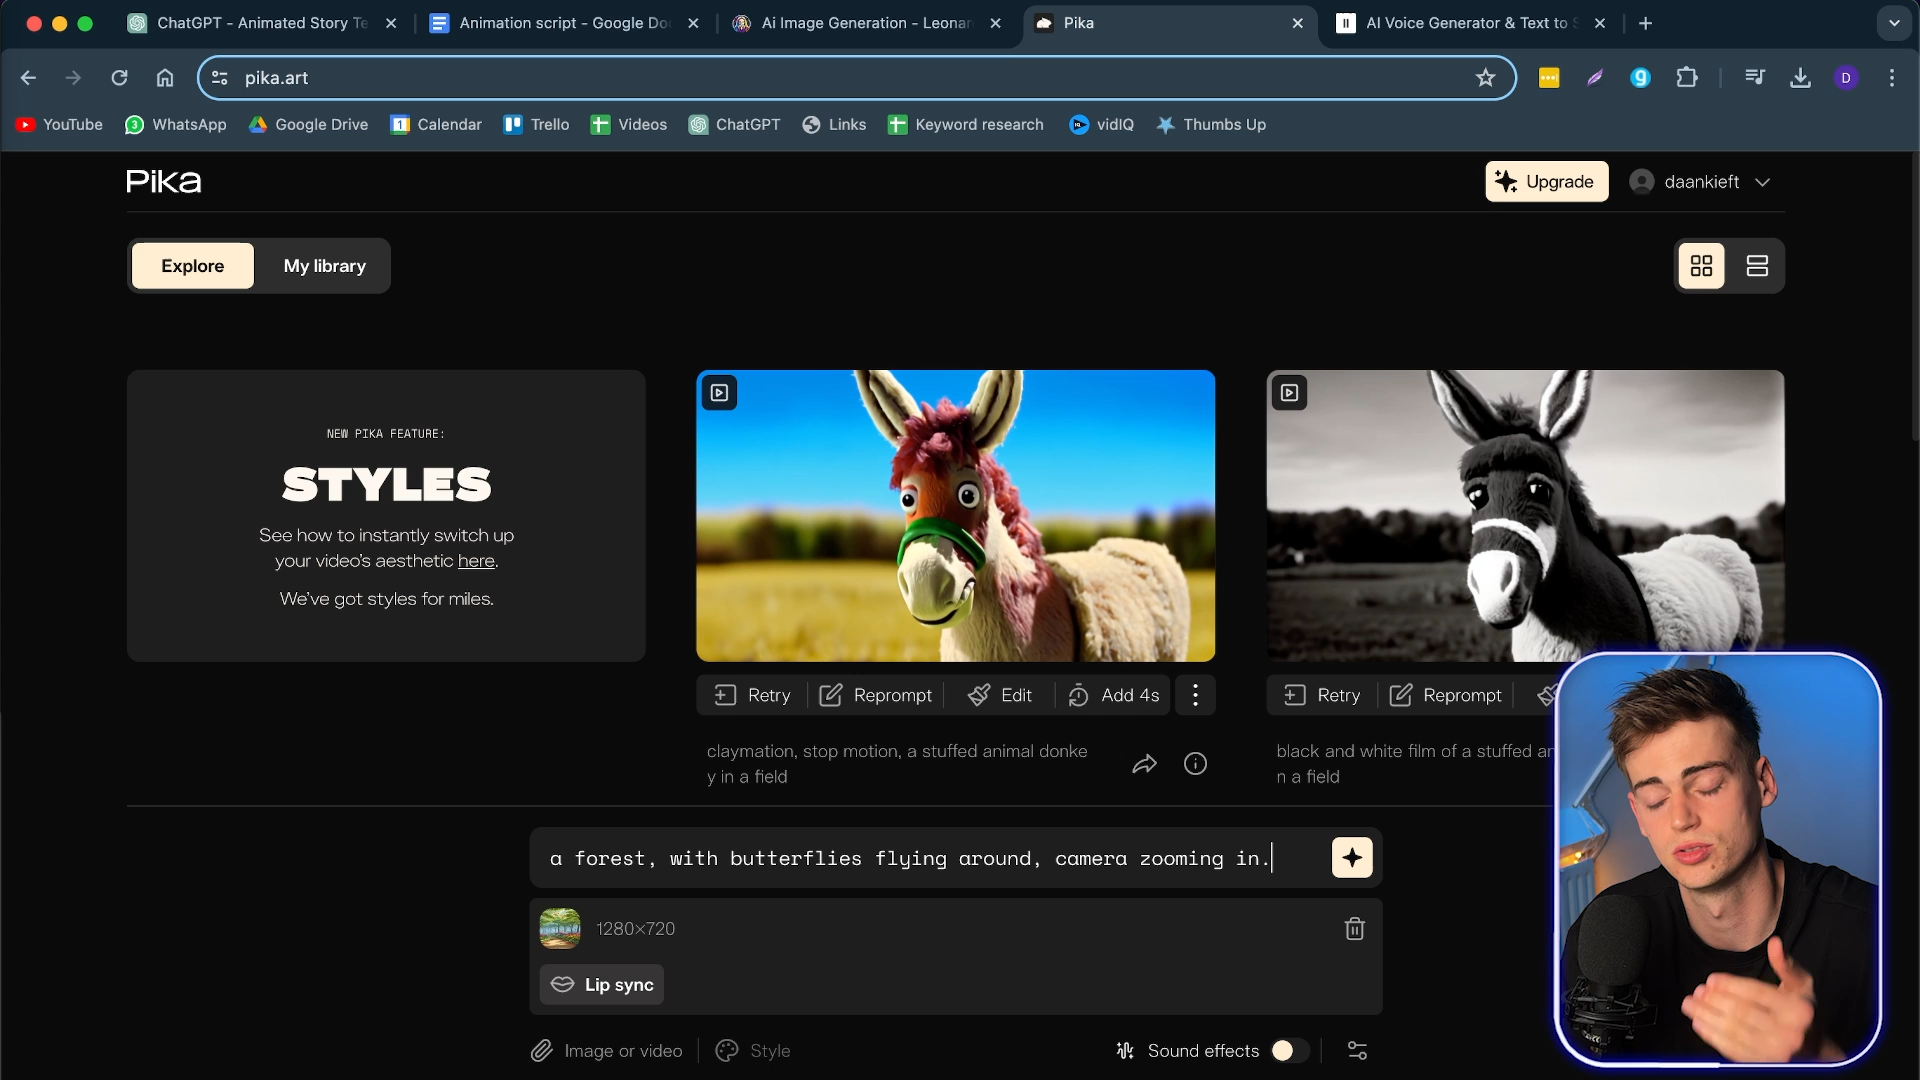 ChatGPT - Animated Story Te
Animation script - Google Do
Ai Image Generation - Leonar
Pika
AI Voice Generator & Text to S
pika.art
D
YouTube
WhatsApp
Google Drive
Calendar
Trello
Videos
ChatGPT
Links
Keyword research
vidIQ
Thumbs Up
Pika
Upgrade
daankieft
Explore
My library
NEW PIKA FEATURE:
STYLES
See how to instantly switch up
your video's aesthetic here.
We've got styles for miles.
Retry
Reprompt
Edit
Add 4s
Retry
Reprompt
claymation, stop motion, a stuffed animal donke
y in a field
black and white film of a stuffed an
n a field
a forest, with butterflies flying around, camera zooming in.
1280×720
Lip sync
Image or video
Style
Sound effects